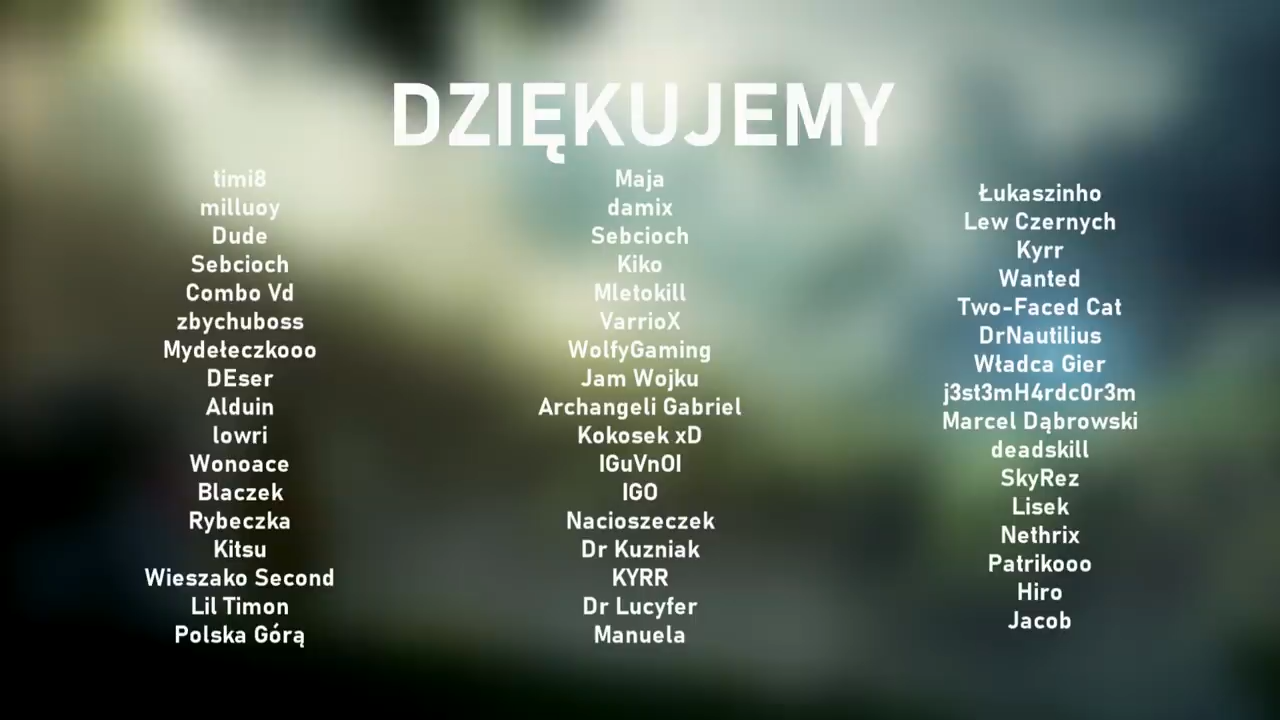 DZIĘKUJEMY
timi8
milluoy
Dude
Sebcioch
Combo Vd
zbychuboss
Mydełeczkooo
DEser
Alduin
lowri
Wonoace
Blaczek
Rybeczka
Kitsu
Wieszako Second
Lil Timon
Polska Górą
Maja
damix
Sebcioch
Kiko
Mletokill
VarrioX
WolfyGaming
Jam Wojku
Archangeli Gabriel
Kokosek xD
IGuVnOI
IGO
Nacioszeczek
Dr Kuzniak
KYRR
Dr Lucyfer
Manuela
Łukaszinho
Lew Czernych
Kyrr
Wanted
Two-Faced Cat
DrNautilius
Władca Gier
j3st3mH4rdc0r3m
Marcel Dąbrowski
deadskill
SkyRez
Lisek
Nethrix
Patrikooo
Hiro
Jacob